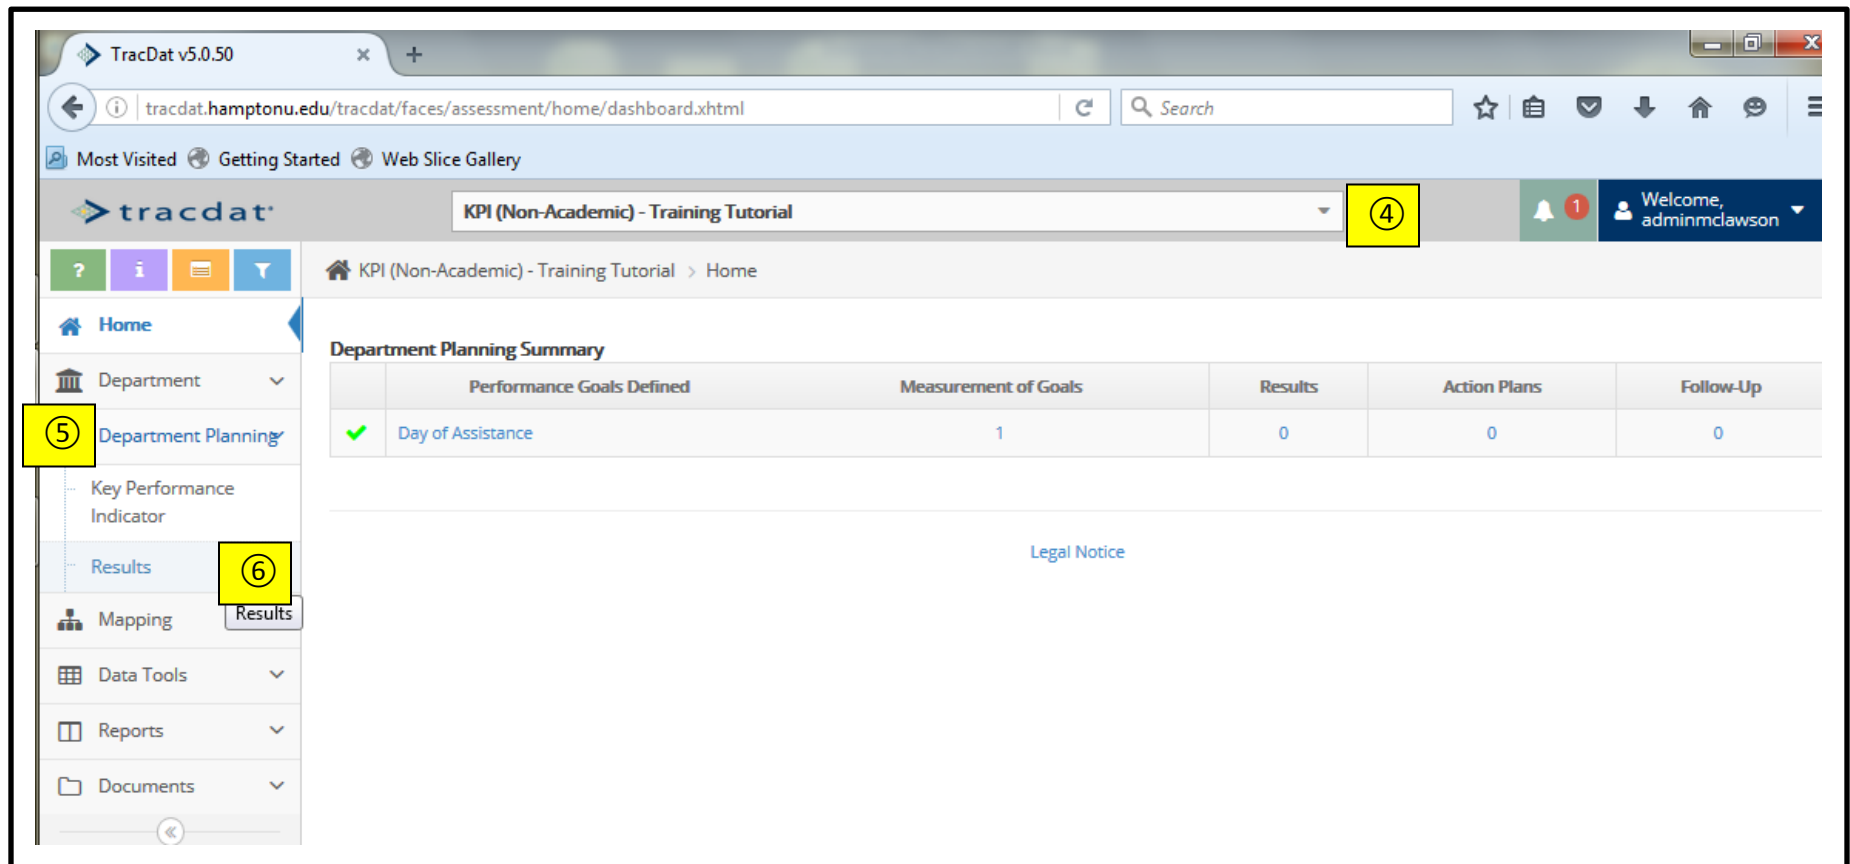 TracDat v5.0.50
tracdat.hamptonu.edu/tracdat/faces/assessment/home/dashboard.xhtml
Search
Most Visited Getting Started Web Slice Gallery
tracdat
KPI (Non-Academic) - Training Tutorial
④
1
Welcome,
adminmclawson
? i
KPI (Non-Academic) - Training Tutorial > Home
Home
Department
⑤
Department Planning
Key Performance
Indicator
Results
⑥
Results
Mapping
Data Tools
Reports
Documents
Department Planning Summary
Performance Goals Defined Measurement of Goals Results Action Plans Follow-Up
Day of Assistance 1 0 0 0
Legal Notice